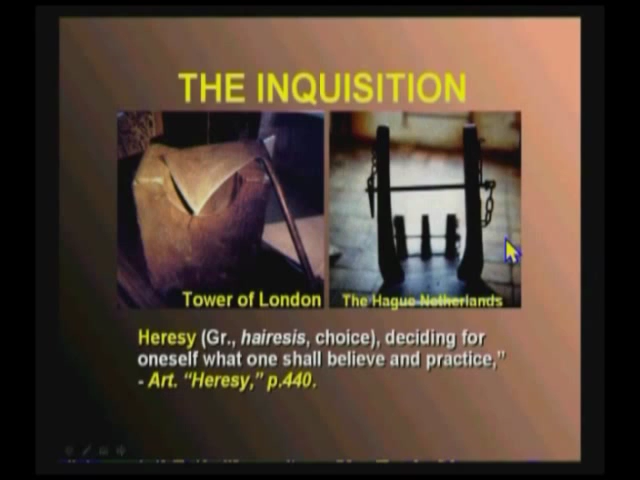 THE INQUISITION
Tower of London
The Hague Netherlands
Heresy (Gr., hairesis, choice), deciding for
oneself what one shall believe and practice,”
- Art. “Heresy,” p.440.